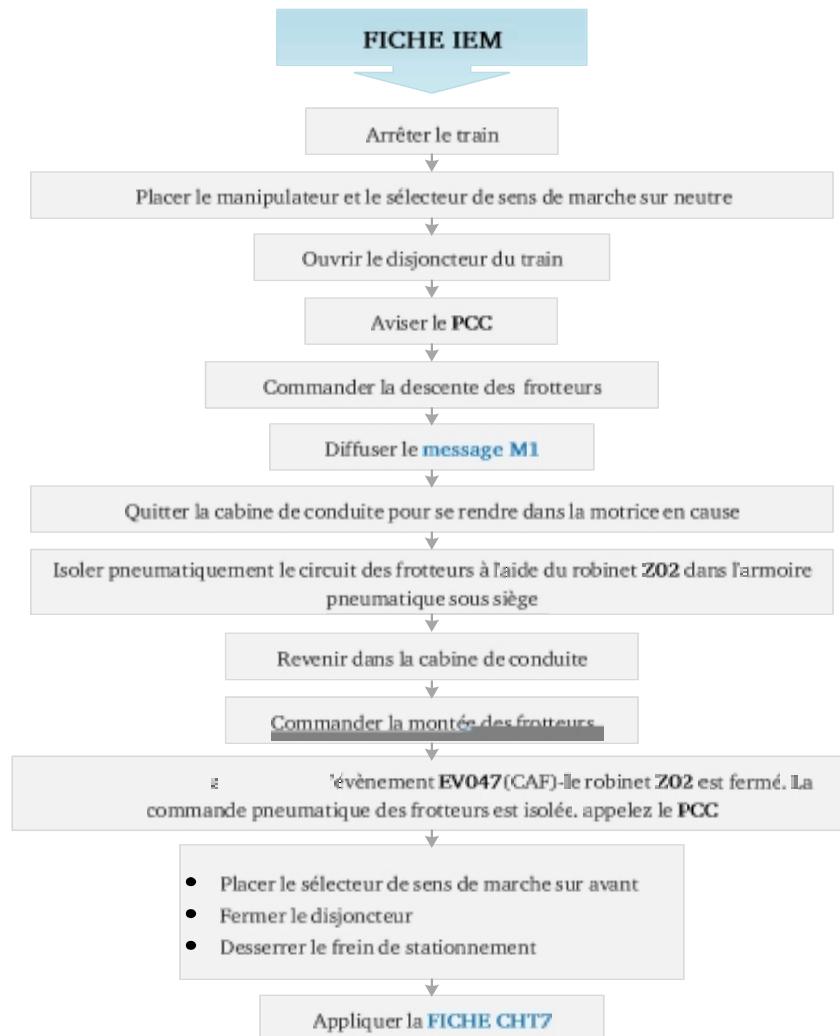 FICHE IEM
Arrêter le train
Placer le manipulateur et le sélecteur de sens de marche sur neutre
Ouvrir le disjoncteur du train
Aviser le PCC
Commander la descente des frotteurs
Diffuser le message M1
Quitter la cabine de conduite pour se rendre dans la motrice en cause
Isoler pneumatiquement le circuit des frotteurs à l'aide du robinet Z02 dans l'armoire
pneumatique sous siège
Revenir dans la cabine de conduite
Commander la montée des frotteurs
'évènement EV047(CAF)-le robinet Z02 est fermé. La
commande pneumatique des frotteurs est isolée. appelez le PCC
• Placer le sélecteur de sens de marche sur avant
• Fermer le disjoncteur
• Desserrer le frein de stationnement
Appliquer la FICHE CHT7